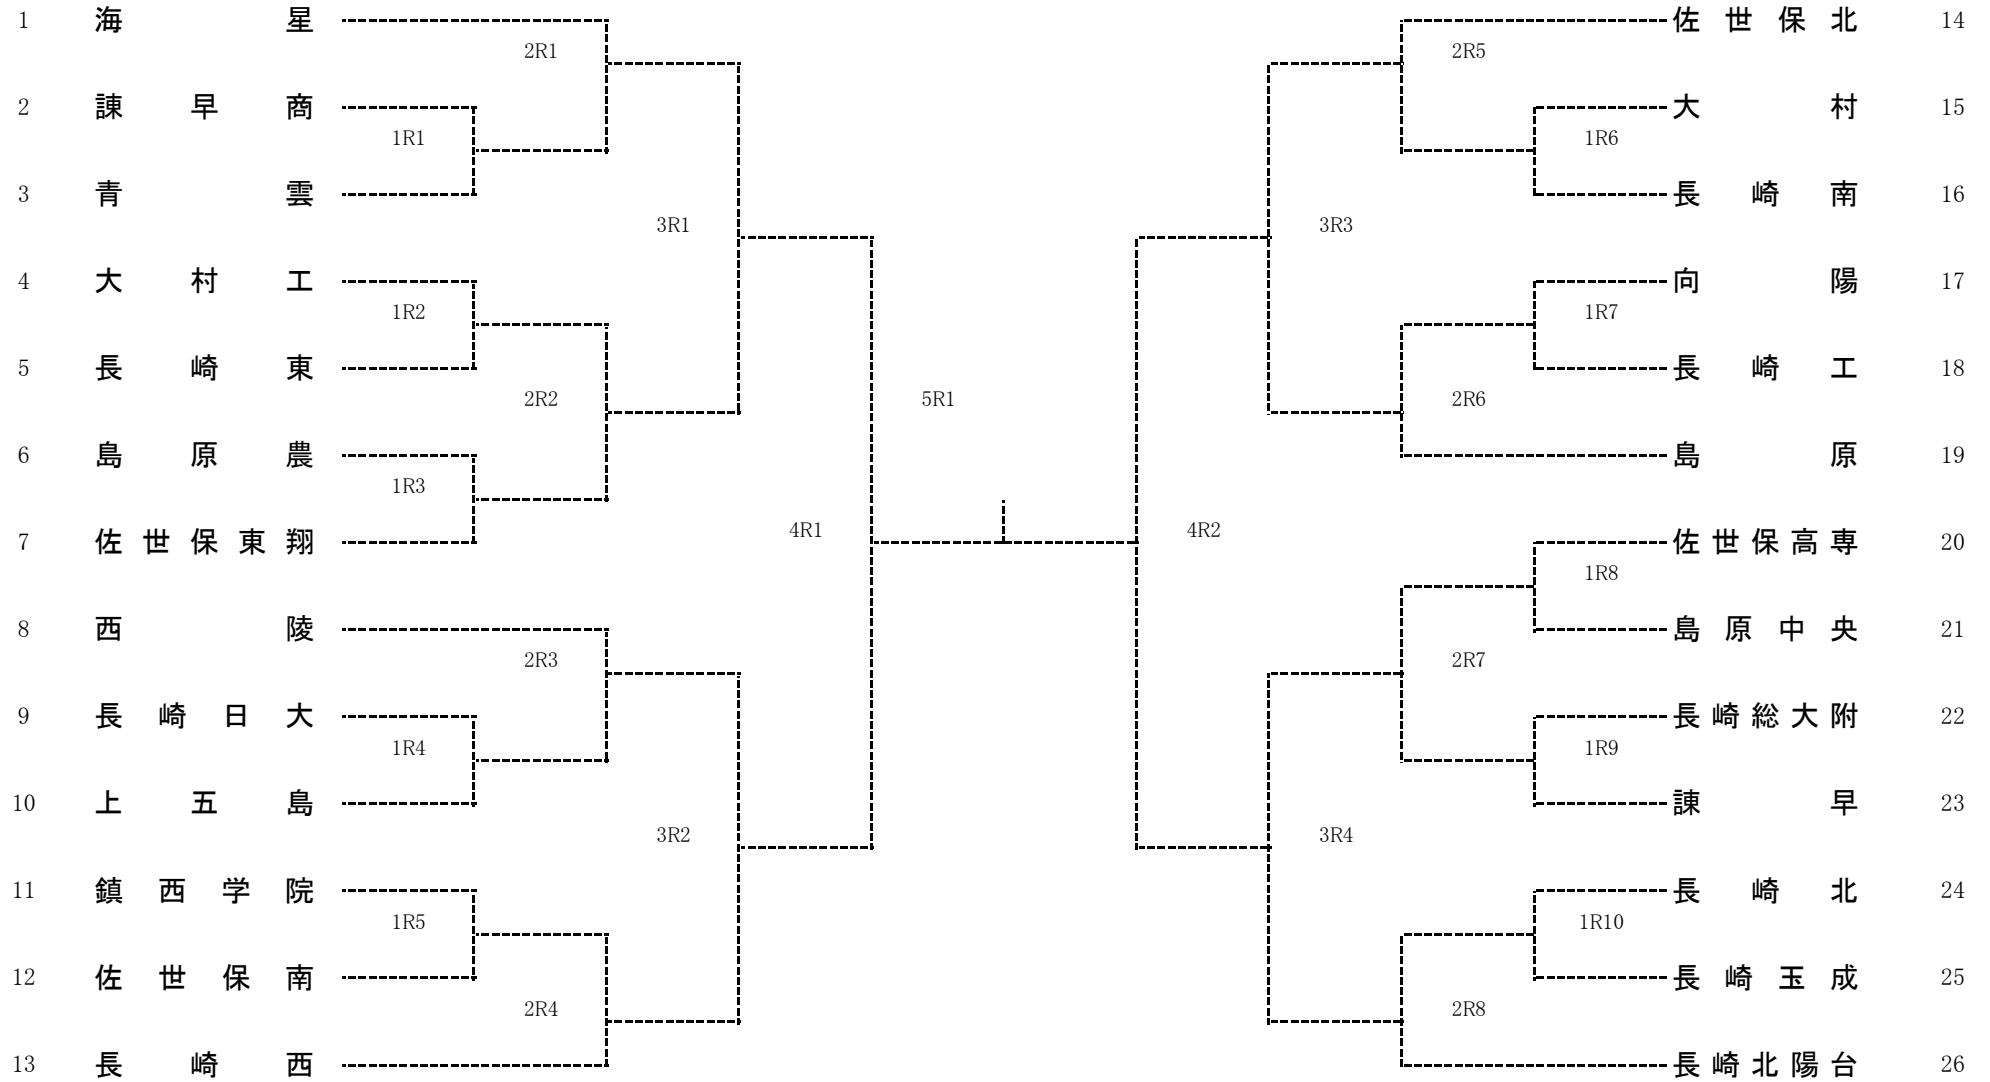 1 海星 佐世保北 14
2R1 2R5
2 諫早商 大村 15
1R1 1R6
3 青雲 長崎南 16
3R1 3R3
4 大村工 向陽 17
1R2 1R7
5 長崎東 長崎工 18
2R2 5R1 2R6
6 島原農 島原 19
1R3
4R1 4R2
7 佐世保東翔 佐世保高専 20
1R8
8 西陵 島原中央 21
2R3 2R7
9 長崎日大 長崎総大附 22
1R4 1R9
10 上五島 諫早 23
3R2 3R4
11 鎮西学院 長崎北 24
1R5 1R10
12 佐世保南 長崎玉成 25
2R4 2R8
13 長崎西 長崎北陽台 26